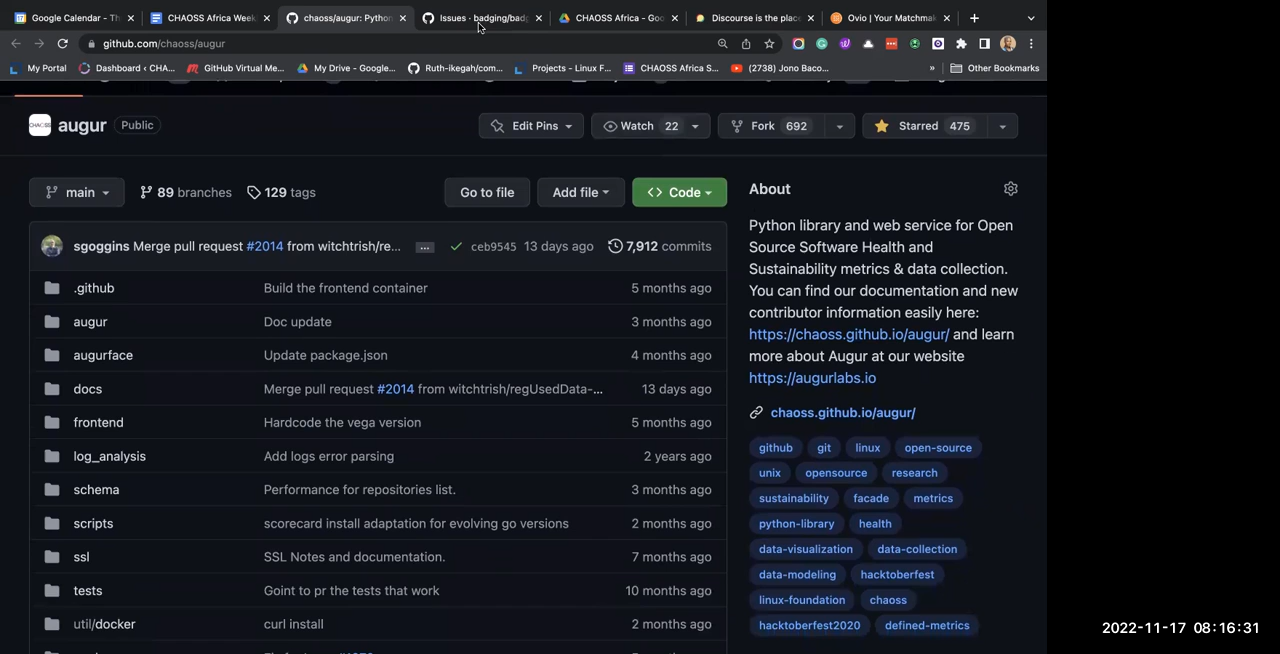 Google Calendar - Th
CHAOSS Africa Week
chaoss/augur: Python
Issues · badging/badg
CHAOSS Africa - Goo
Discourse is the plac
Ovio | Your Matchmak
github.com/chaoss/augur
My Portal
Dashboard ‹ CHA...
GitHub Virtual Me...
My Drive - Google...
Ruth-ikegah/com...
Projects - Linux F...
CHAOSS Africa S...
(2738) Jono Baco...
»
Other Bookmarks
augur Public
Edit Pins
Watch 22
Fork 692
Starred 475
main
89 branches
129 tags
Go to file
Add file
Code
sgoggins Merge pull request #2014 from witchtrish/re... ... ceb9545 13 days ago 7,912 commits
.github Build the frontend container 5 months ago
augur Doc update 3 months ago
augurface Update package.json 4 months ago
docs Merge pull request #2014 from witchtrish/regUsedData-... 13 days ago
frontend Hardcode the vega version 5 months ago
log_analysis Add logs error parsing 2 years ago
schema Performance for repositories list. 3 months ago
scripts scorecard install adaptation for evolving go versions 2 months ago
ssl SSL Notes and documentation. 7 months ago
tests Goint to pr the tests that work 10 months ago
util/docker curl install 2 months ago
About
Python library and web service for Open
Source Software Health and
Sustainability metrics & data collection.
You can find our documentation and new
contributor information easily here:
https://chaoss.github.io/augur/ and learn
more about Augur at our website
https://augurlabs.io
chaoss.github.io/augur/
github git linux open-source
unix opensource research
sustainability facade metrics
python-library health
data-visualization data-collection
data-modeling hacktoberfest
linux-foundation chaoss
hacktoberfest2020 defined-metrics
2022-11-17 08:16:31